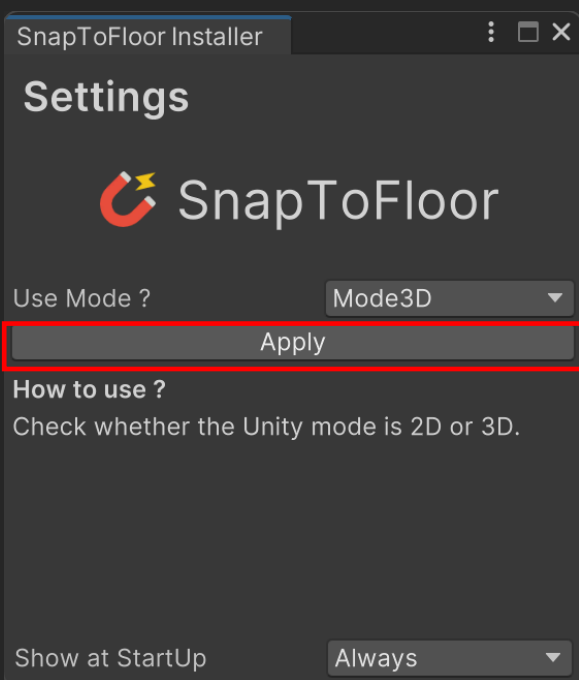 SnapToFloor Installer
Settings
SnapToFloor
Use Mode ? Mode3D
Apply
How to use ?
Check whether the Unity mode is 2D or 3D.
Show at StartUp Always